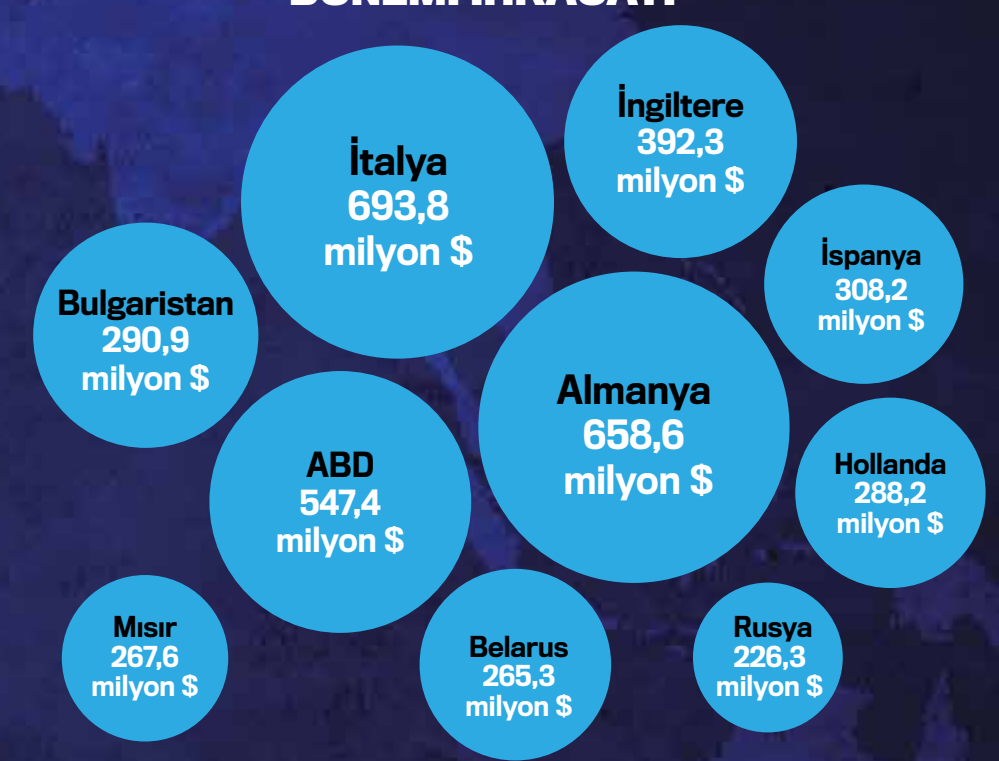 İtalya
693,8
milyon $
İngiltere
392,3
milyon $
İspanya
308,2
milyon $
Bulgaristan
290,9
milyon $
Almanya
658,6
milyon $
ABD
547,4
milyon $
Hollanda
288,2
milyon $
Mısır
267,6
milyon $
Belarus
265,3
milyon $
Rusya
226,3
milyon $